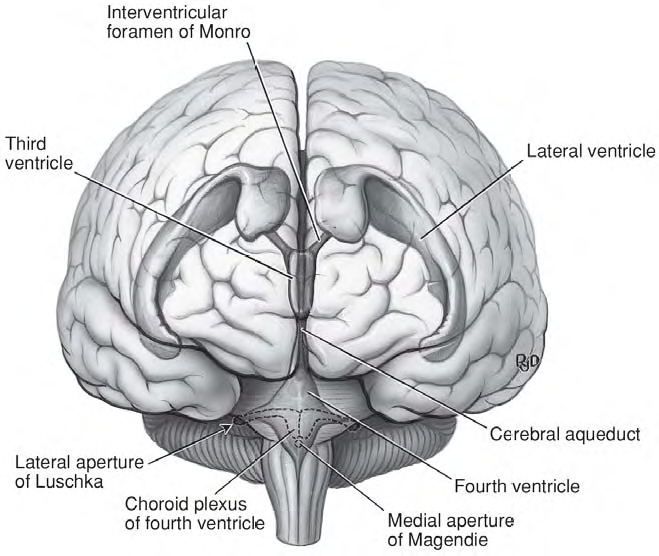 Interventricular
foramen of Monro
Third
ventricle
Lateral ventricle
Cerebral aqueduct
Lateral aperture
of Luschka
Fourth ventricle
Choroid plexus
of fourth ventricle
Medial aperture
of Magendie